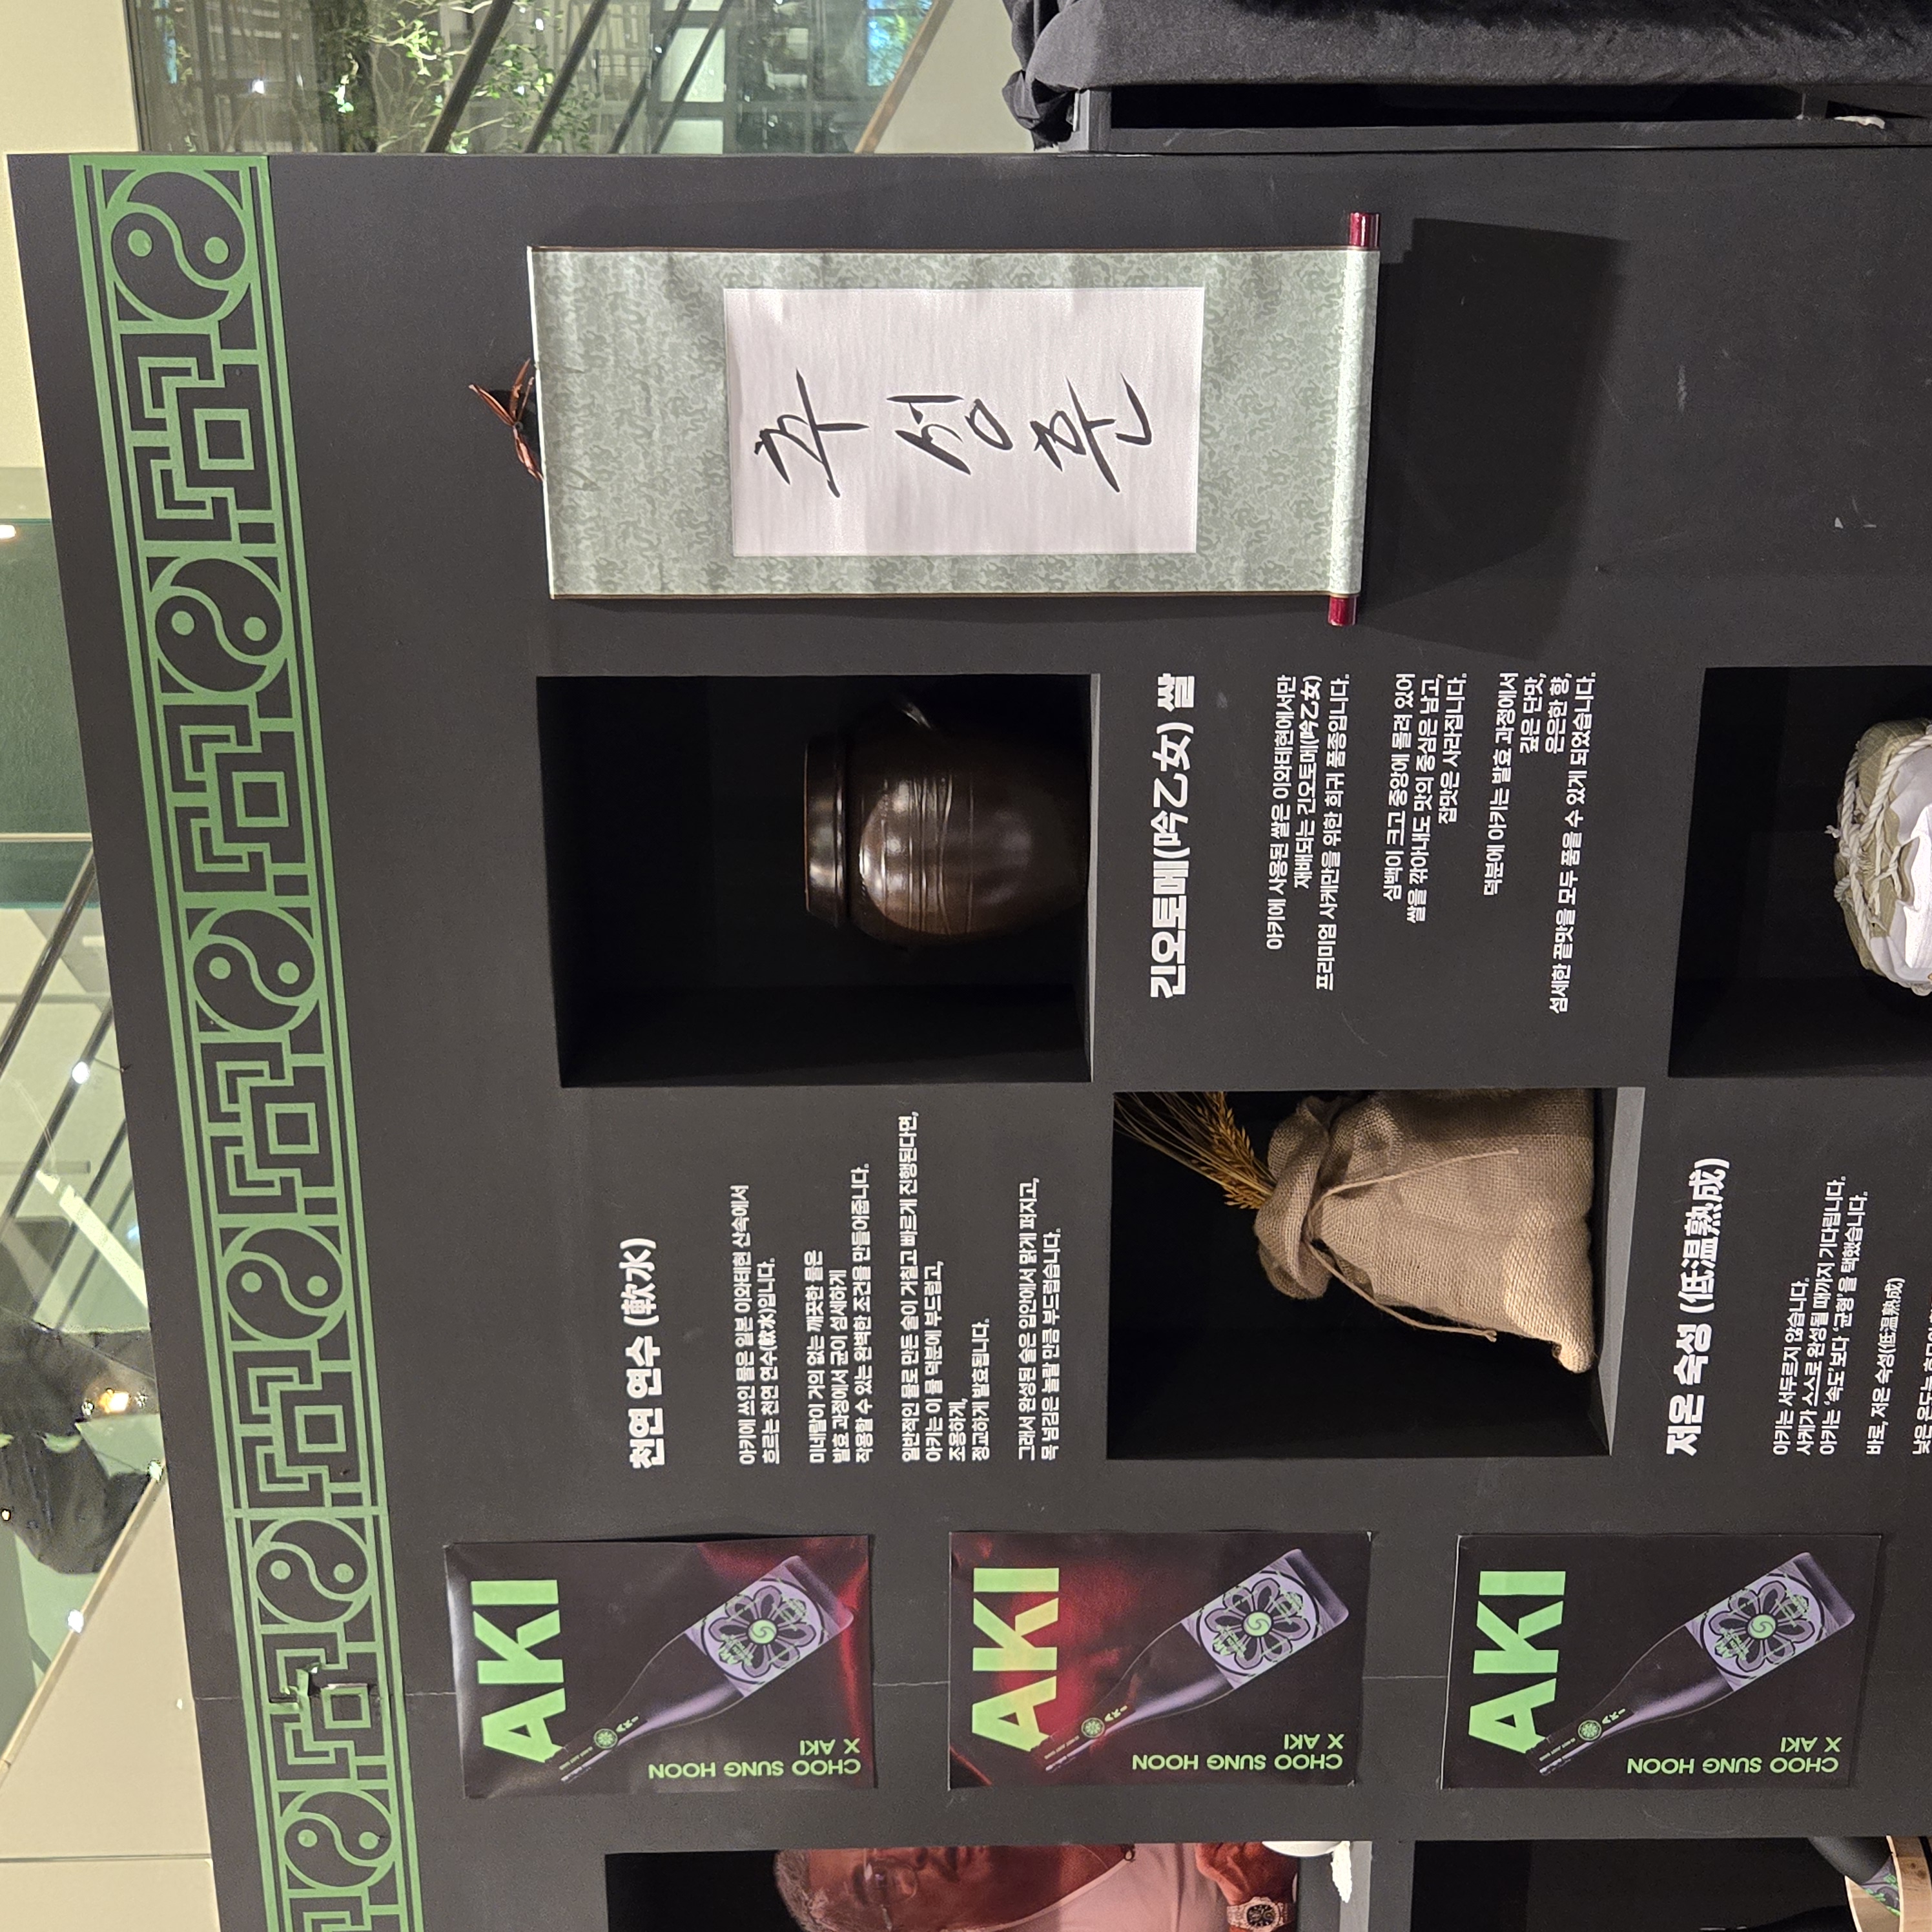 추성훈
긴오토메(吟乙女) 쌀
아키에 사용된 쌀은 이와테현에서만
재배되는 긴오토메(吟乙女)
프리미엄 사케만을 위한 희귀 품종입니다.
심백이 크고 중앙에 몰려 있어
쌀을 깎아내도 맛의 중심은 남고,
잡맛은 사라집니다.
덕분에 아키는 발효 과정에서
깊은 단맛,
은은한 향,
섬세한 끝맛을 모두 품을 수 있게 되었습니다.
천연 연수 (軟水)
아키에 쓰인 물은 일본 이와테현 산속에서
흐르는 천연 연수(軟水)입니다.
미네랄이 거의 없는 깨끗한 물은
발효 과정에서 균이 섬세하게
작용할 수 있는 완벽한 조건을 만들어줍니다.
일반적인 물로 만든 술이 거칠고 빠르게 진행된다면,
아키는 이 물 덕분에 부드럽고,
조용하게,
정교하게 발효됩니다.
그래서 완성된 술은 입안에서 맑게 퍼지고,
목 넘김은 놀랄 만큼 부드럽습니다.
저온 숙성 (低温熟成)
아키는 서두르지 않습니다.
사케가 스스로 완성될 때까지 기다립니다.
아키는 ‘속도’보다 ‘균형’을 택했습니다.
바로, 저온 숙성(低温熟成)
낮은 온도는
AKI
AKI
CHOO SUNG HOON
X AKI
AKI
AKI
CHOO SUNG HOON
X AKI
AKI
AKI
CHOO SUNG HOON
X AKI